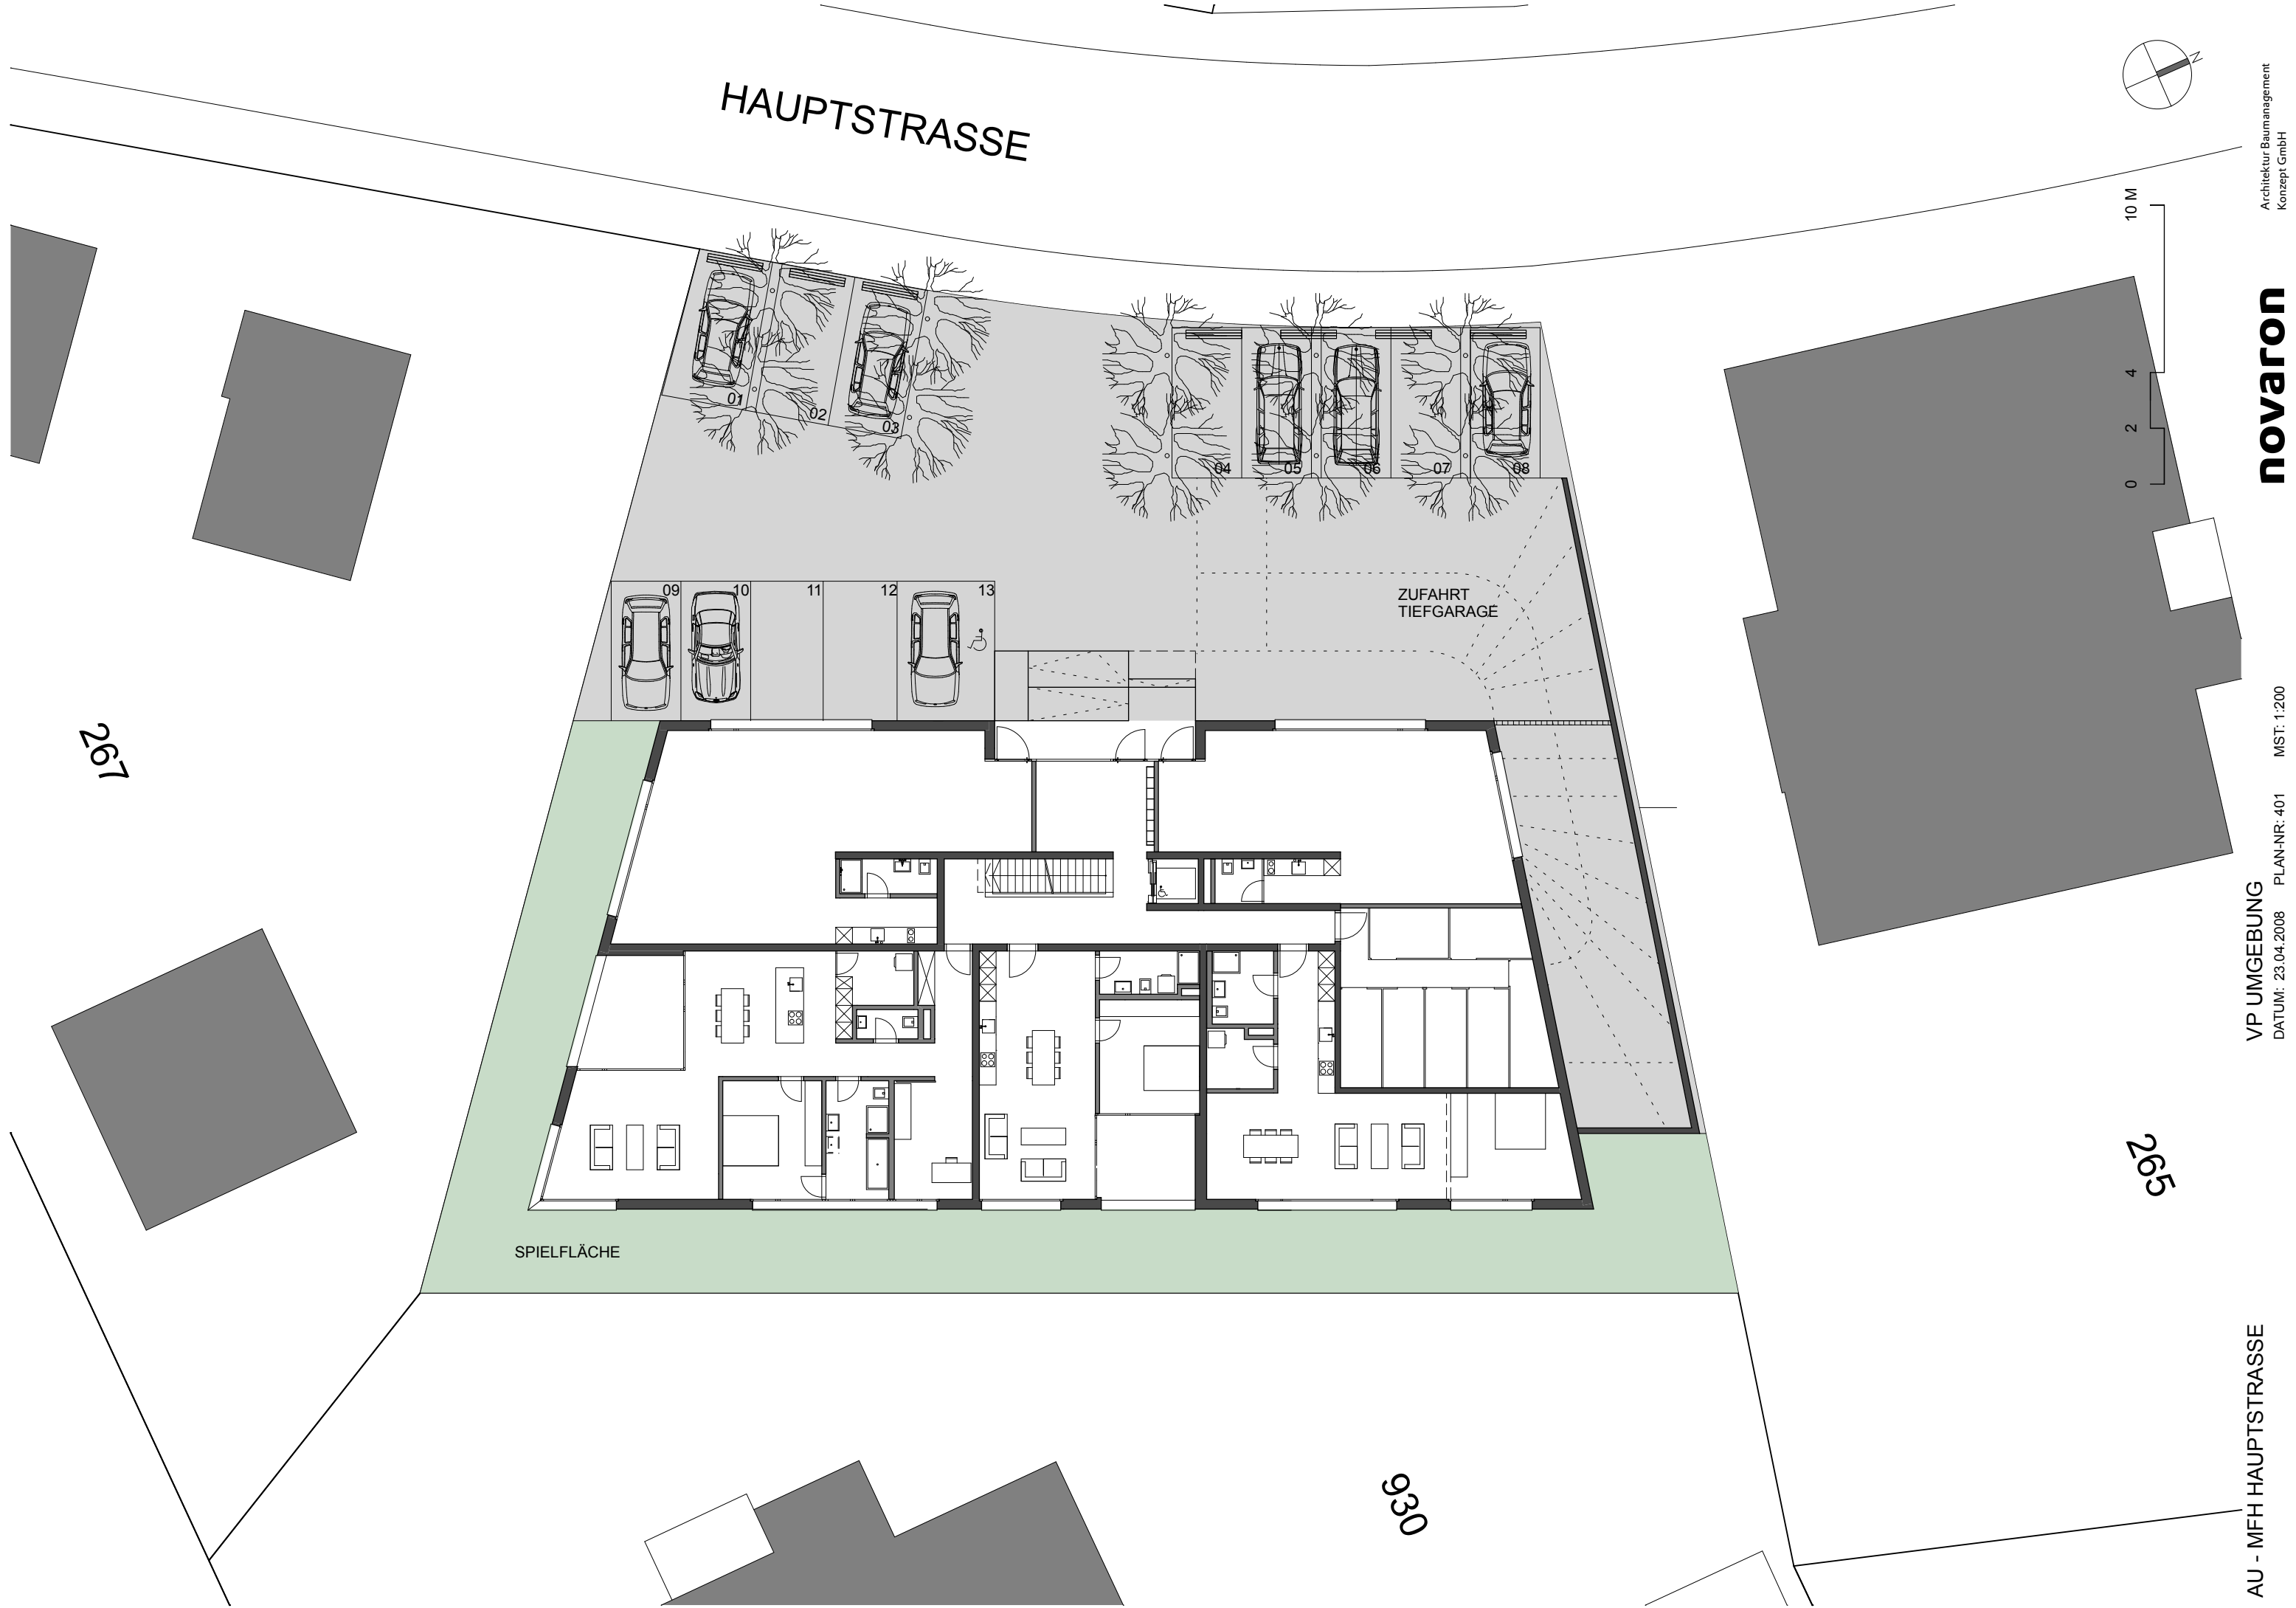 HAUPTSTRASSE
N
01
02
03
04
05
06
07
08
09
10
11
12
13
ZUFAHRT
TIEFGARAGE
267
265
930
SPIELFLÄCHE
0
2
4
10 M
Architektur Baumanagement
Konzept GmbH
novaron
VP UMGEBUNG
DATUM: 23.04.2008 PLAN-NR: 401 MST: 1:200
AU - MFH HAUPTSTRASSE